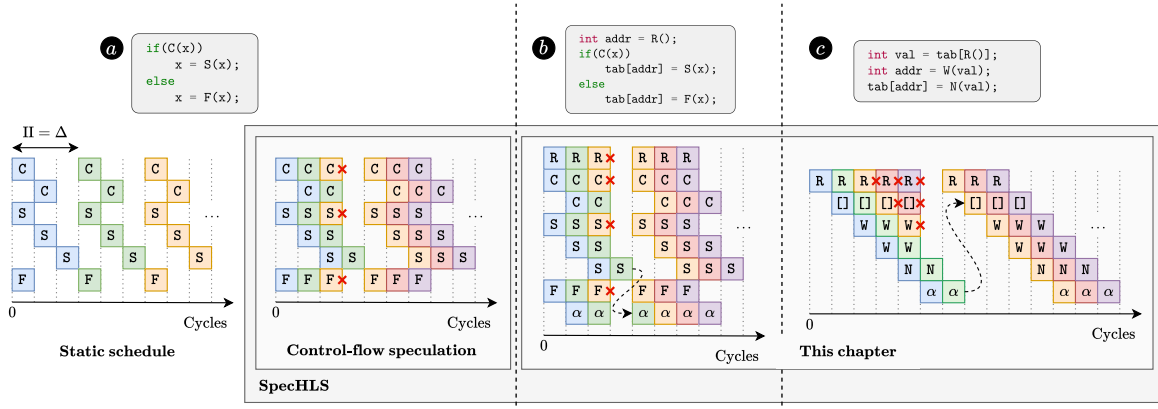 a
if(C(x))
x = S(x);
else
x = F(x);
b
int addr = R();
if(C(x))
tab[addr] = S(x);
else
tab[addr] = F(x);
c
int val = tab[R()];
int addr = W(val);
tab[addr] = N(val);
Π = Δ
C C C
C C C
S S S
S S S
S S S
F F F
...
0
Cycles
Static schedule
C C C C C C
C C C C C
S S S S S S
S S S S S
S S S S S
F F F F F F
...
0
Cycles
Control-flow speculation
R R R R R R
C C C C C C
C C C C C
S S S S S S
S S S S S
S S S S S
F F F F F F
α α α α α α
...
0
Cycles
R R R R R R R R
[] [] [] [] [] [] []
W W W W W W
W W W W W
N N N N N
α α α α α
...
0
Cycles
This chapter
SpecHLS